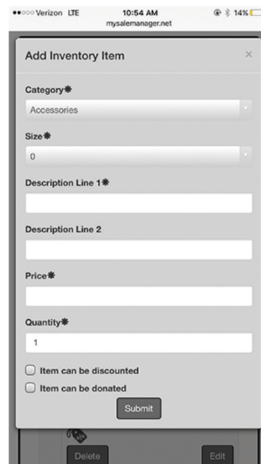 Verizon LTE 10:54 AM 14%
mysalemanager.net
Add Inventory Item ×
Category✱
Accessories
Size✱
0
Description Line 1✱
Description Line 2
Price✱
Quantity✱
1
Item can be discounted
Item can be donated
Submit
Delete Edit